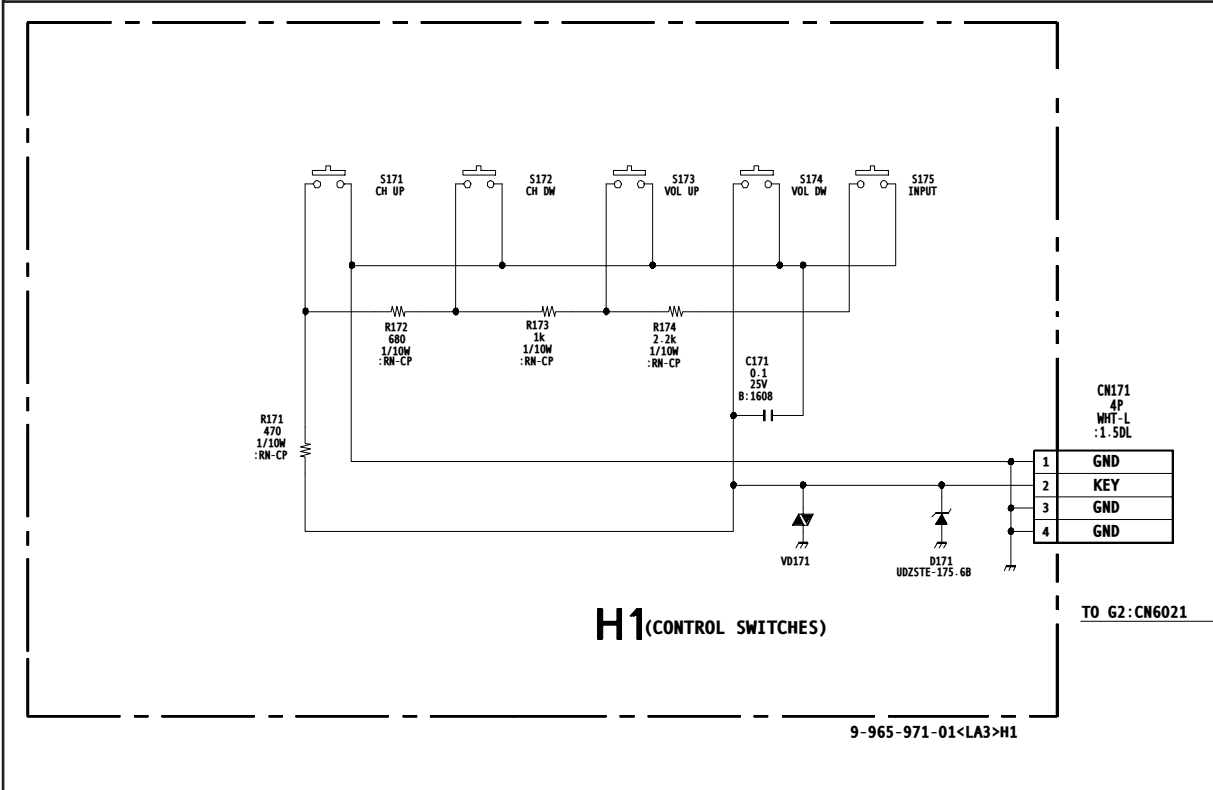 S171
CH UP
S172
CH DW
S173
VOL UP
S174
VOL DW
S175
INPUT
R172
680
1/10W
:RN-CP
R173
1k
1/10W
:RN-CP
R174
2.2k
1/10W
:RN-CP
C171
0.1
25V
B:1608
R171
470
1/10W
:RN-CP
CN171
4P
WHT-L
:1.5DL
1 GND
2 KEY
3 GND
4 GND
VD171
D171
UDZSTE-175.6B
H1(CONTROL SWITCHES)
TO G2:CN6021
9-965-971-01<LA3>H1